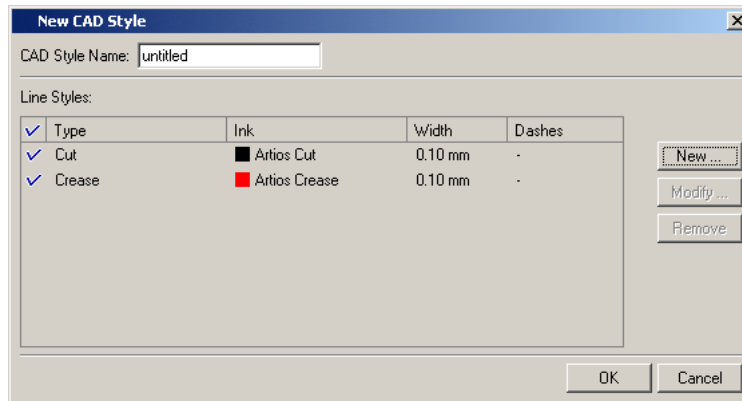 New CAD Style
CAD Style Name: untitled
Line Styles:
Type Ink Width Dashes
Cut Artios Cut 0.10 mm -
Crease Artios Crease 0.10 mm -
New ...
Modify ...
Remove
OK Cancel